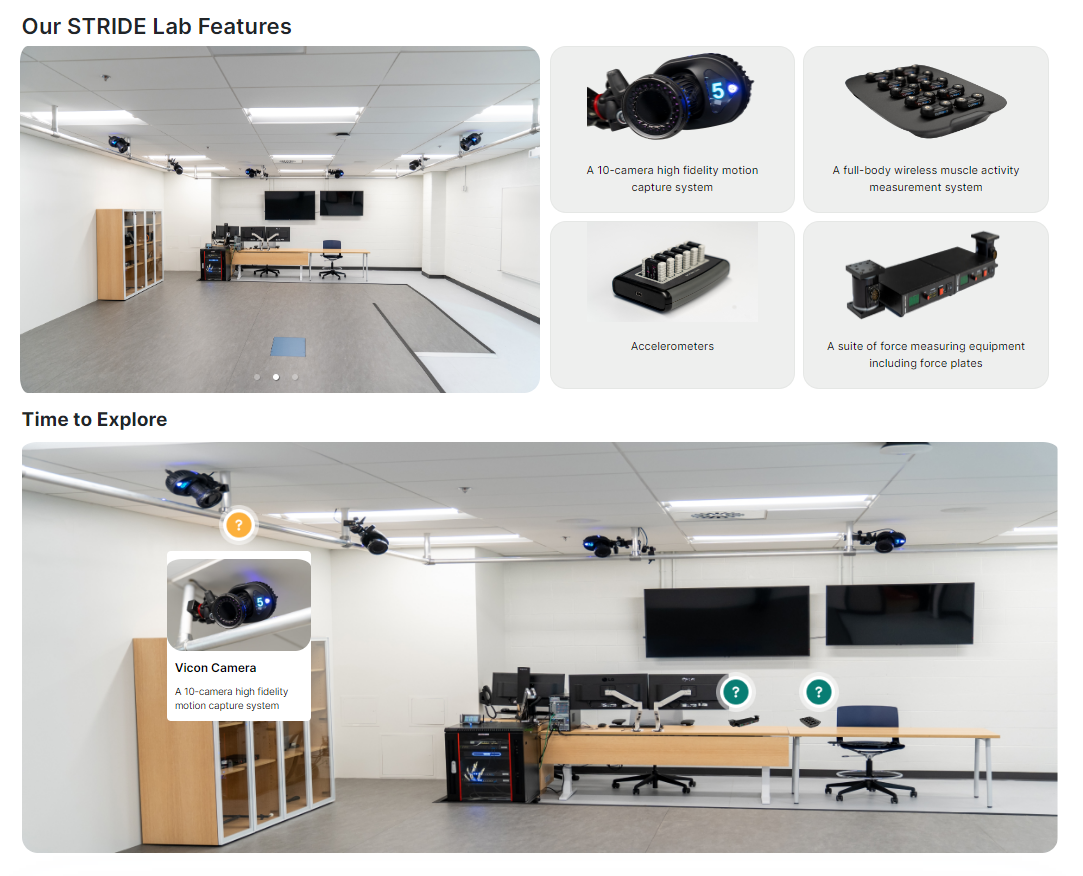 Our STRIDE Lab Features
5
A 10-camera high fidelity motion
capture system
A full-body wireless muscle activity
measurement system
Accelerometers
A suite of force measuring equipment
including force plates
Time to Explore
?
5
Vicon Camera
A 10-camera high fidelity
motion capture system
?
?